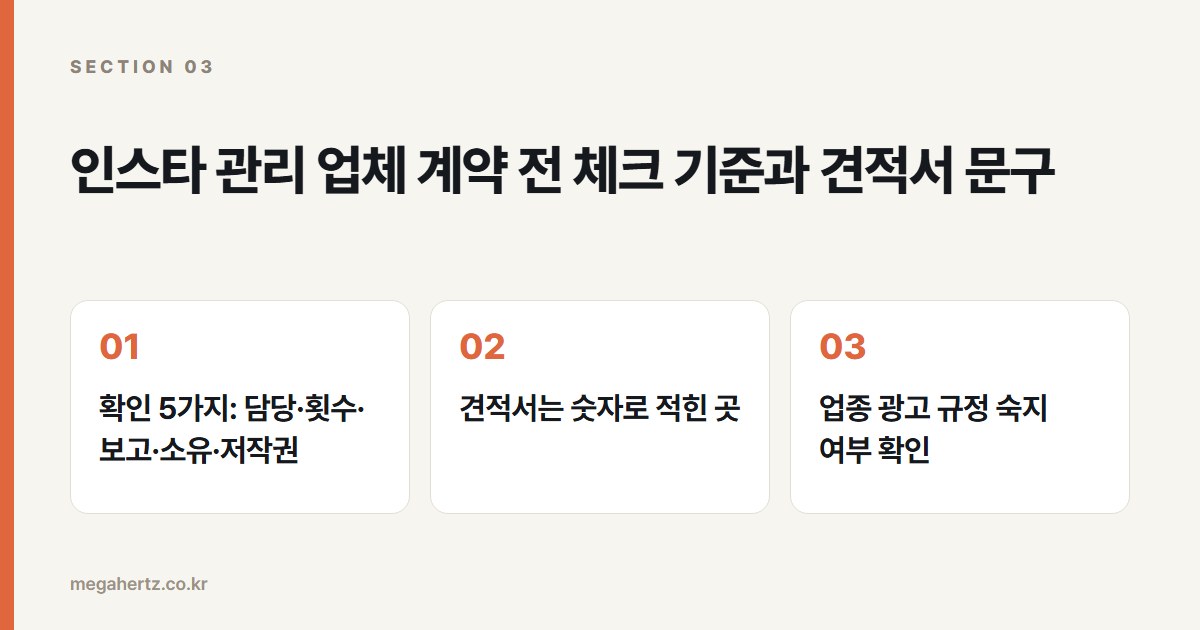 SECTION 03
인스타 관리 업체 계약 전 체크 기준과 견적서 문구
01
확인 5가지: 담당·횟수·
보고·소유·저작권
02
견적서는 숫자로 적힌 곳
03
업종 광고 규정 숙지
여부 확인
megahertz.co.kr